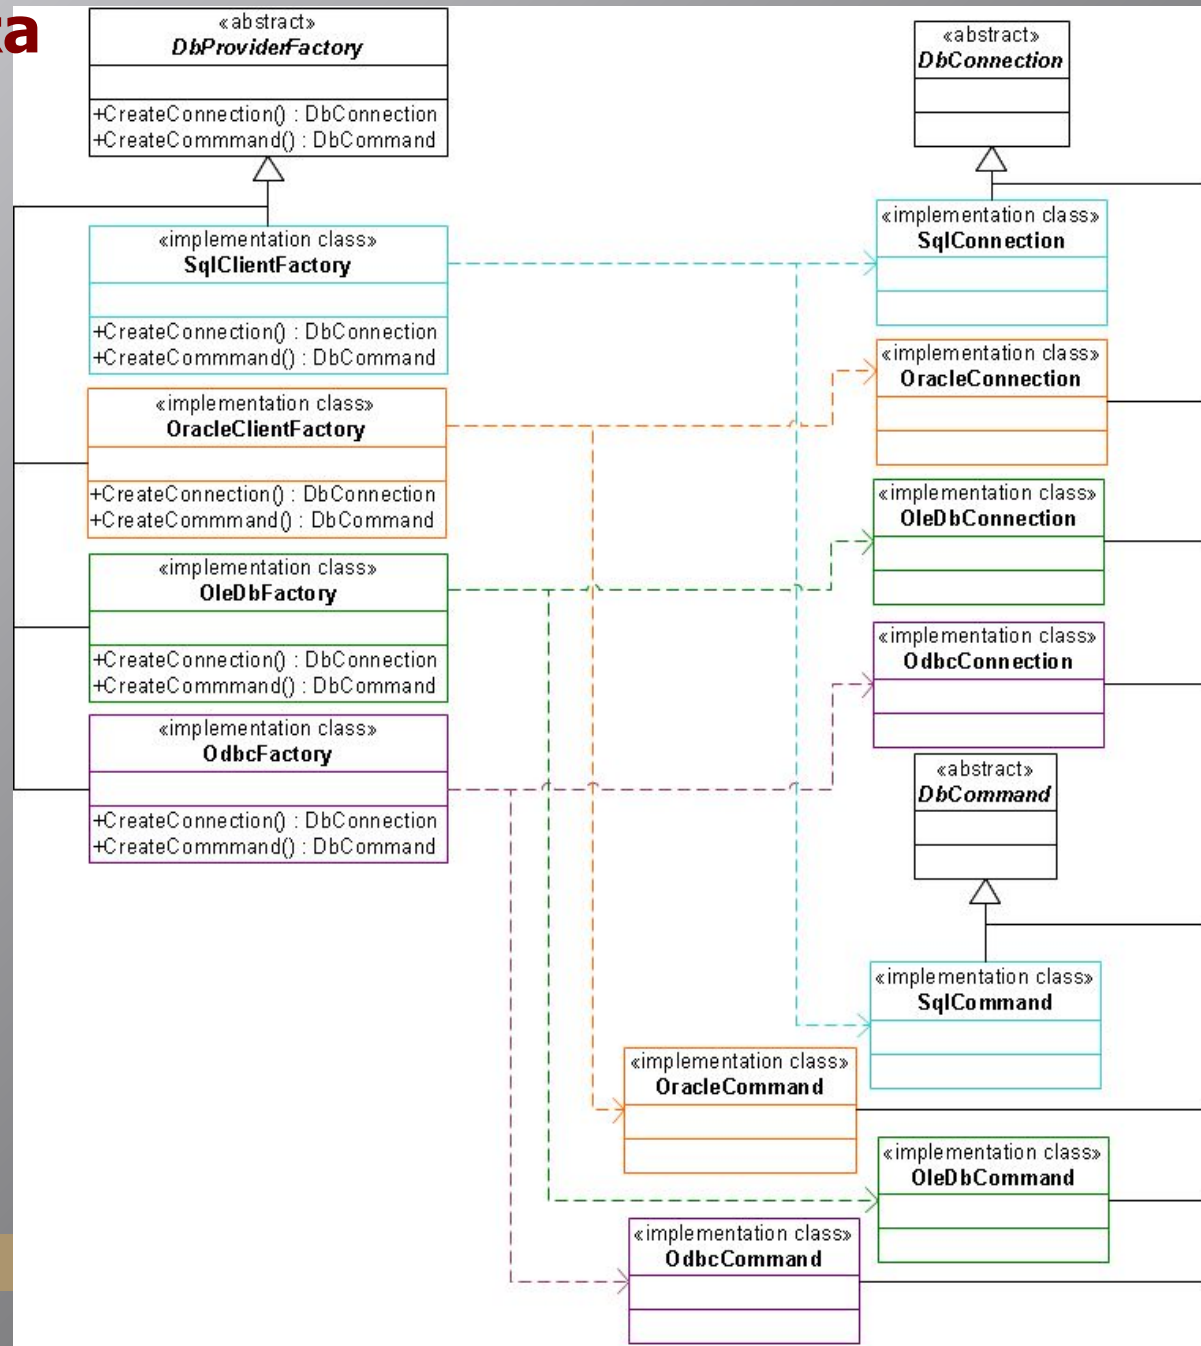 «abstract»
DbProviderFactory
+CreateConnection() : DbConnection
+CreateCommmand() : DbCommand
«implementation class»
SqlClientFactory
+CreateConnection() : DbConnection
+CreateCommmand() : DbCommand
«implementation class»
OracleClientFactory
+CreateConnection() : DbConnection
+CreateCommmand() : DbCommand
«implementation class»
OleDbFactory
+CreateConnection() : DbConnection
+CreateCommmand() : DbCommand
«implementation class»
OdbcFactory
+CreateConnection() : DbConnection
+CreateCommmand() : DbCommand
«abstract»
DbConnection
«implementation class»
SqlConnection
«implementation class»
OracleConnection
«implementation class»
OleDbConnection
«implementation class»
OdbcConnection
«abstract»
DbCommand
«implementation class»
SqlCommand
«implementation class»
OracleCommand
«implementation class»
OleDbCommand
«implementation class»
OdbcCommand